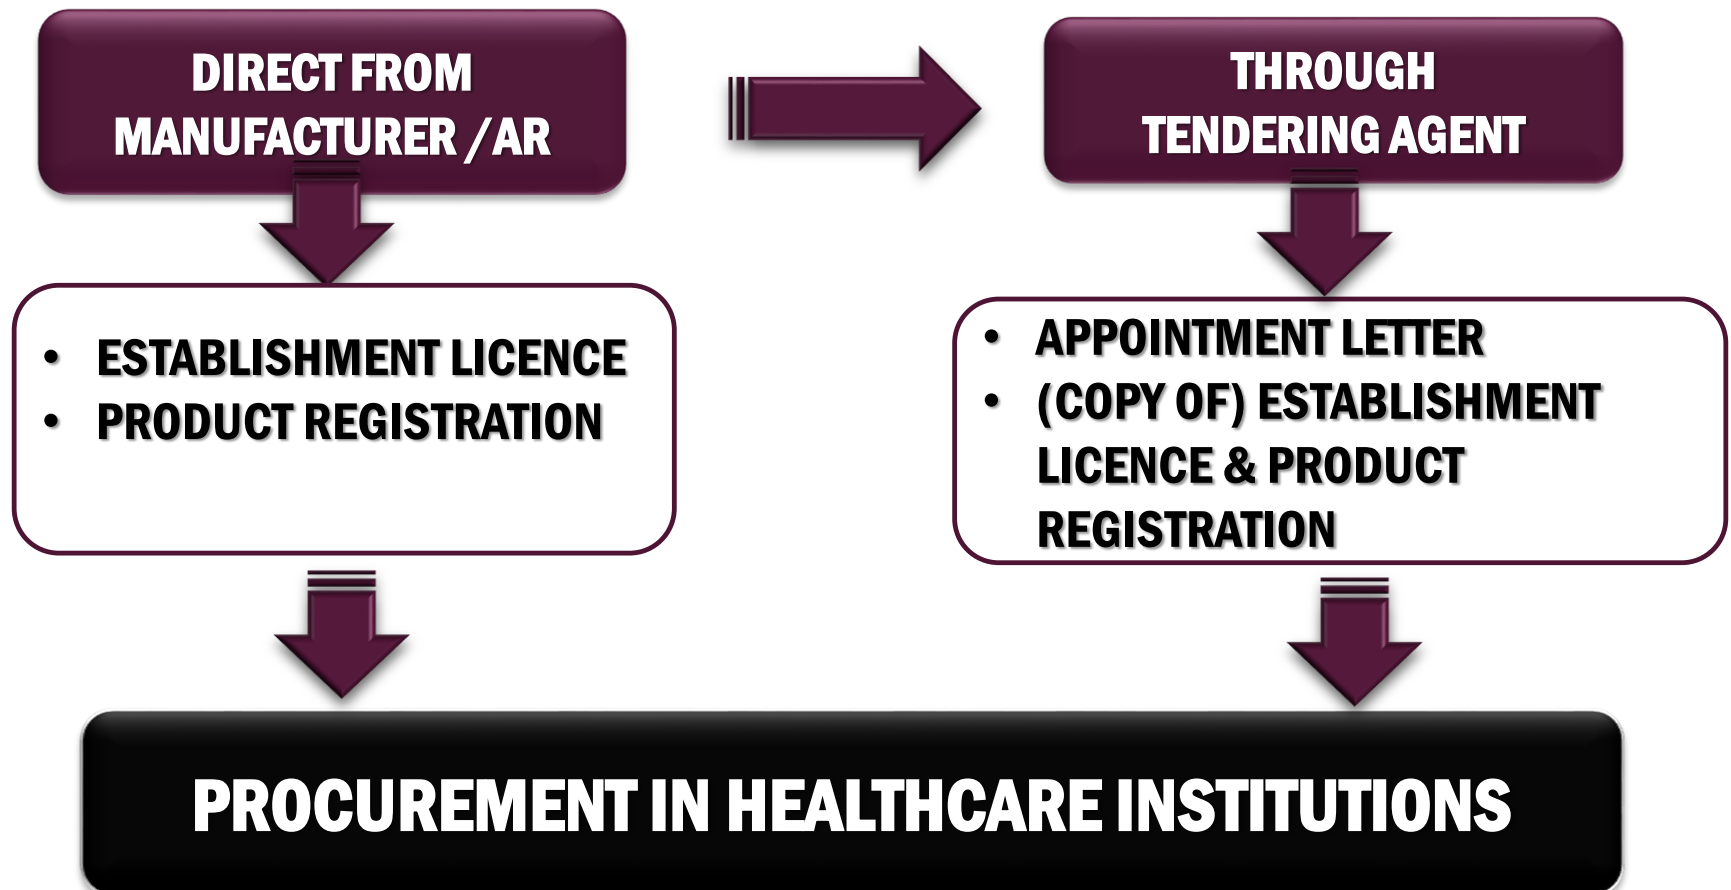 DIRECT FROM
MANUFACTURER /AR
THROUGH
TENDERING AGENT
• ESTABLISHMENT LICENCE
• PRODUCT REGISTRATION
• APPOINTMENT LETTER
• (COPY OF) ESTABLISHMENT
LICENCE & PRODUCT
REGISTRATION
PROCUREMENT IN HEALTHCARE INSTITUTIONS